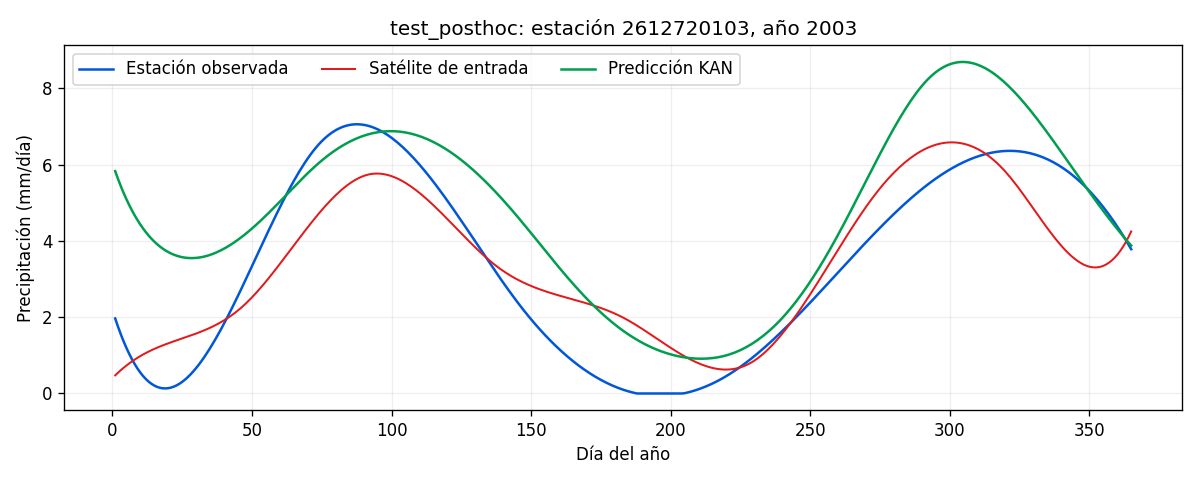 test_posthoc: estación 2612720103, año 2003
Estación observada
Satélite de entrada
Predicción KAN
Precipitación (mm/día)
8
6
4
2
0
0 50 100 150 200 250 300 350
Día del año